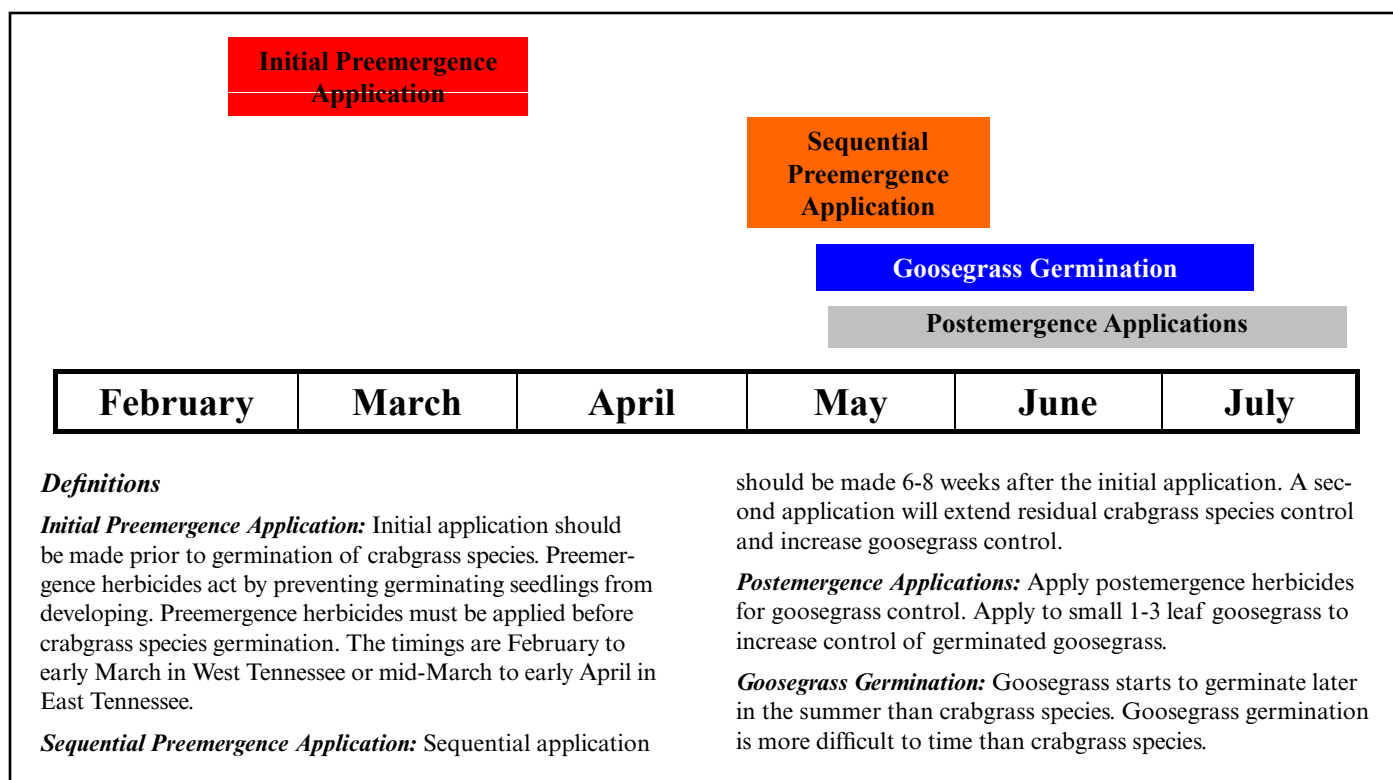 Initial Preemergence
Application
Sequential
Preemergence
Application
Goosegrass Germination
Postemergence Applications
February
March
April
May
June
July
Definitions
Initial Preemergence Application: Initial application should
be made prior to germination of crabgrass species. Preemer-
gence herbicides act by preventing germinating seedlings from
developing. Preemergence herbicides must be applied before
crabgrass species germination. The timings are February to
early March in West Tennessee or mid-March to early April in
East Tennessee.
Sequential Preemergence Application: Sequential application
should be made 6-8 weeks after the initial application. A sec-
ond application will extend residual crabgrass species control
and increase goosegrass control.
Postemergence Applications: Apply postemergence herbicides
for goosegrass control. Apply to small 1-3 leaf goosegrass to
increase control of germinated goosegrass.
Goosegrass Germination: Goosegrass starts to germinate later
in the summer than crabgrass species. Goosegrass germination
is more difficult to time than crabgrass species.